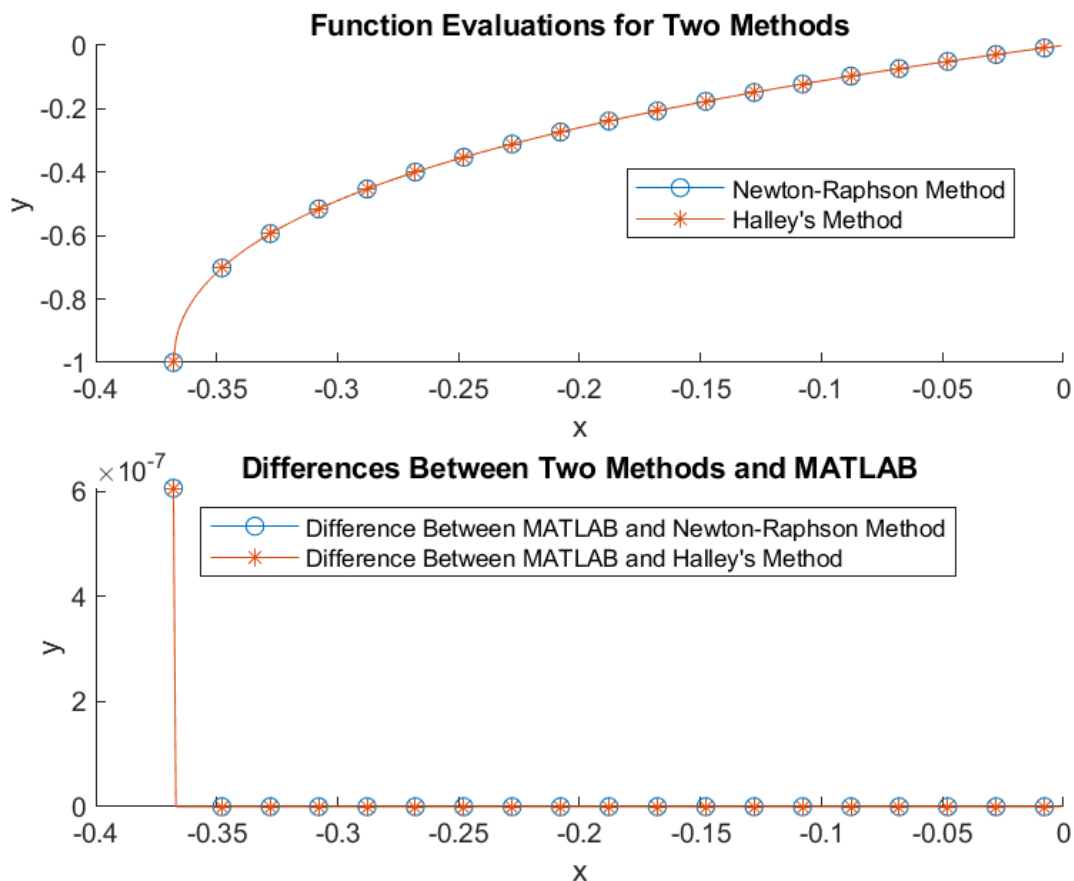 Function Evaluations for Two Methods
0
-0.2
-0.4
-0.6
-0.8
-1
y
Newton-Raphson Method
Halley's Method
-0.4 -0.35 -0.3 -0.25 -0.2 -0.15 -0.1 -0.05 0
x
×10-7
Differences Between Two Methods and MATLAB
6
4
2
0
y
Difference Between MATLAB and Newton-Raphson Method
Difference Between MATLAB and Halley's Method
-0.4 -0.35 -0.3 -0.25 -0.2 -0.15 -0.1 -0.05 0
x